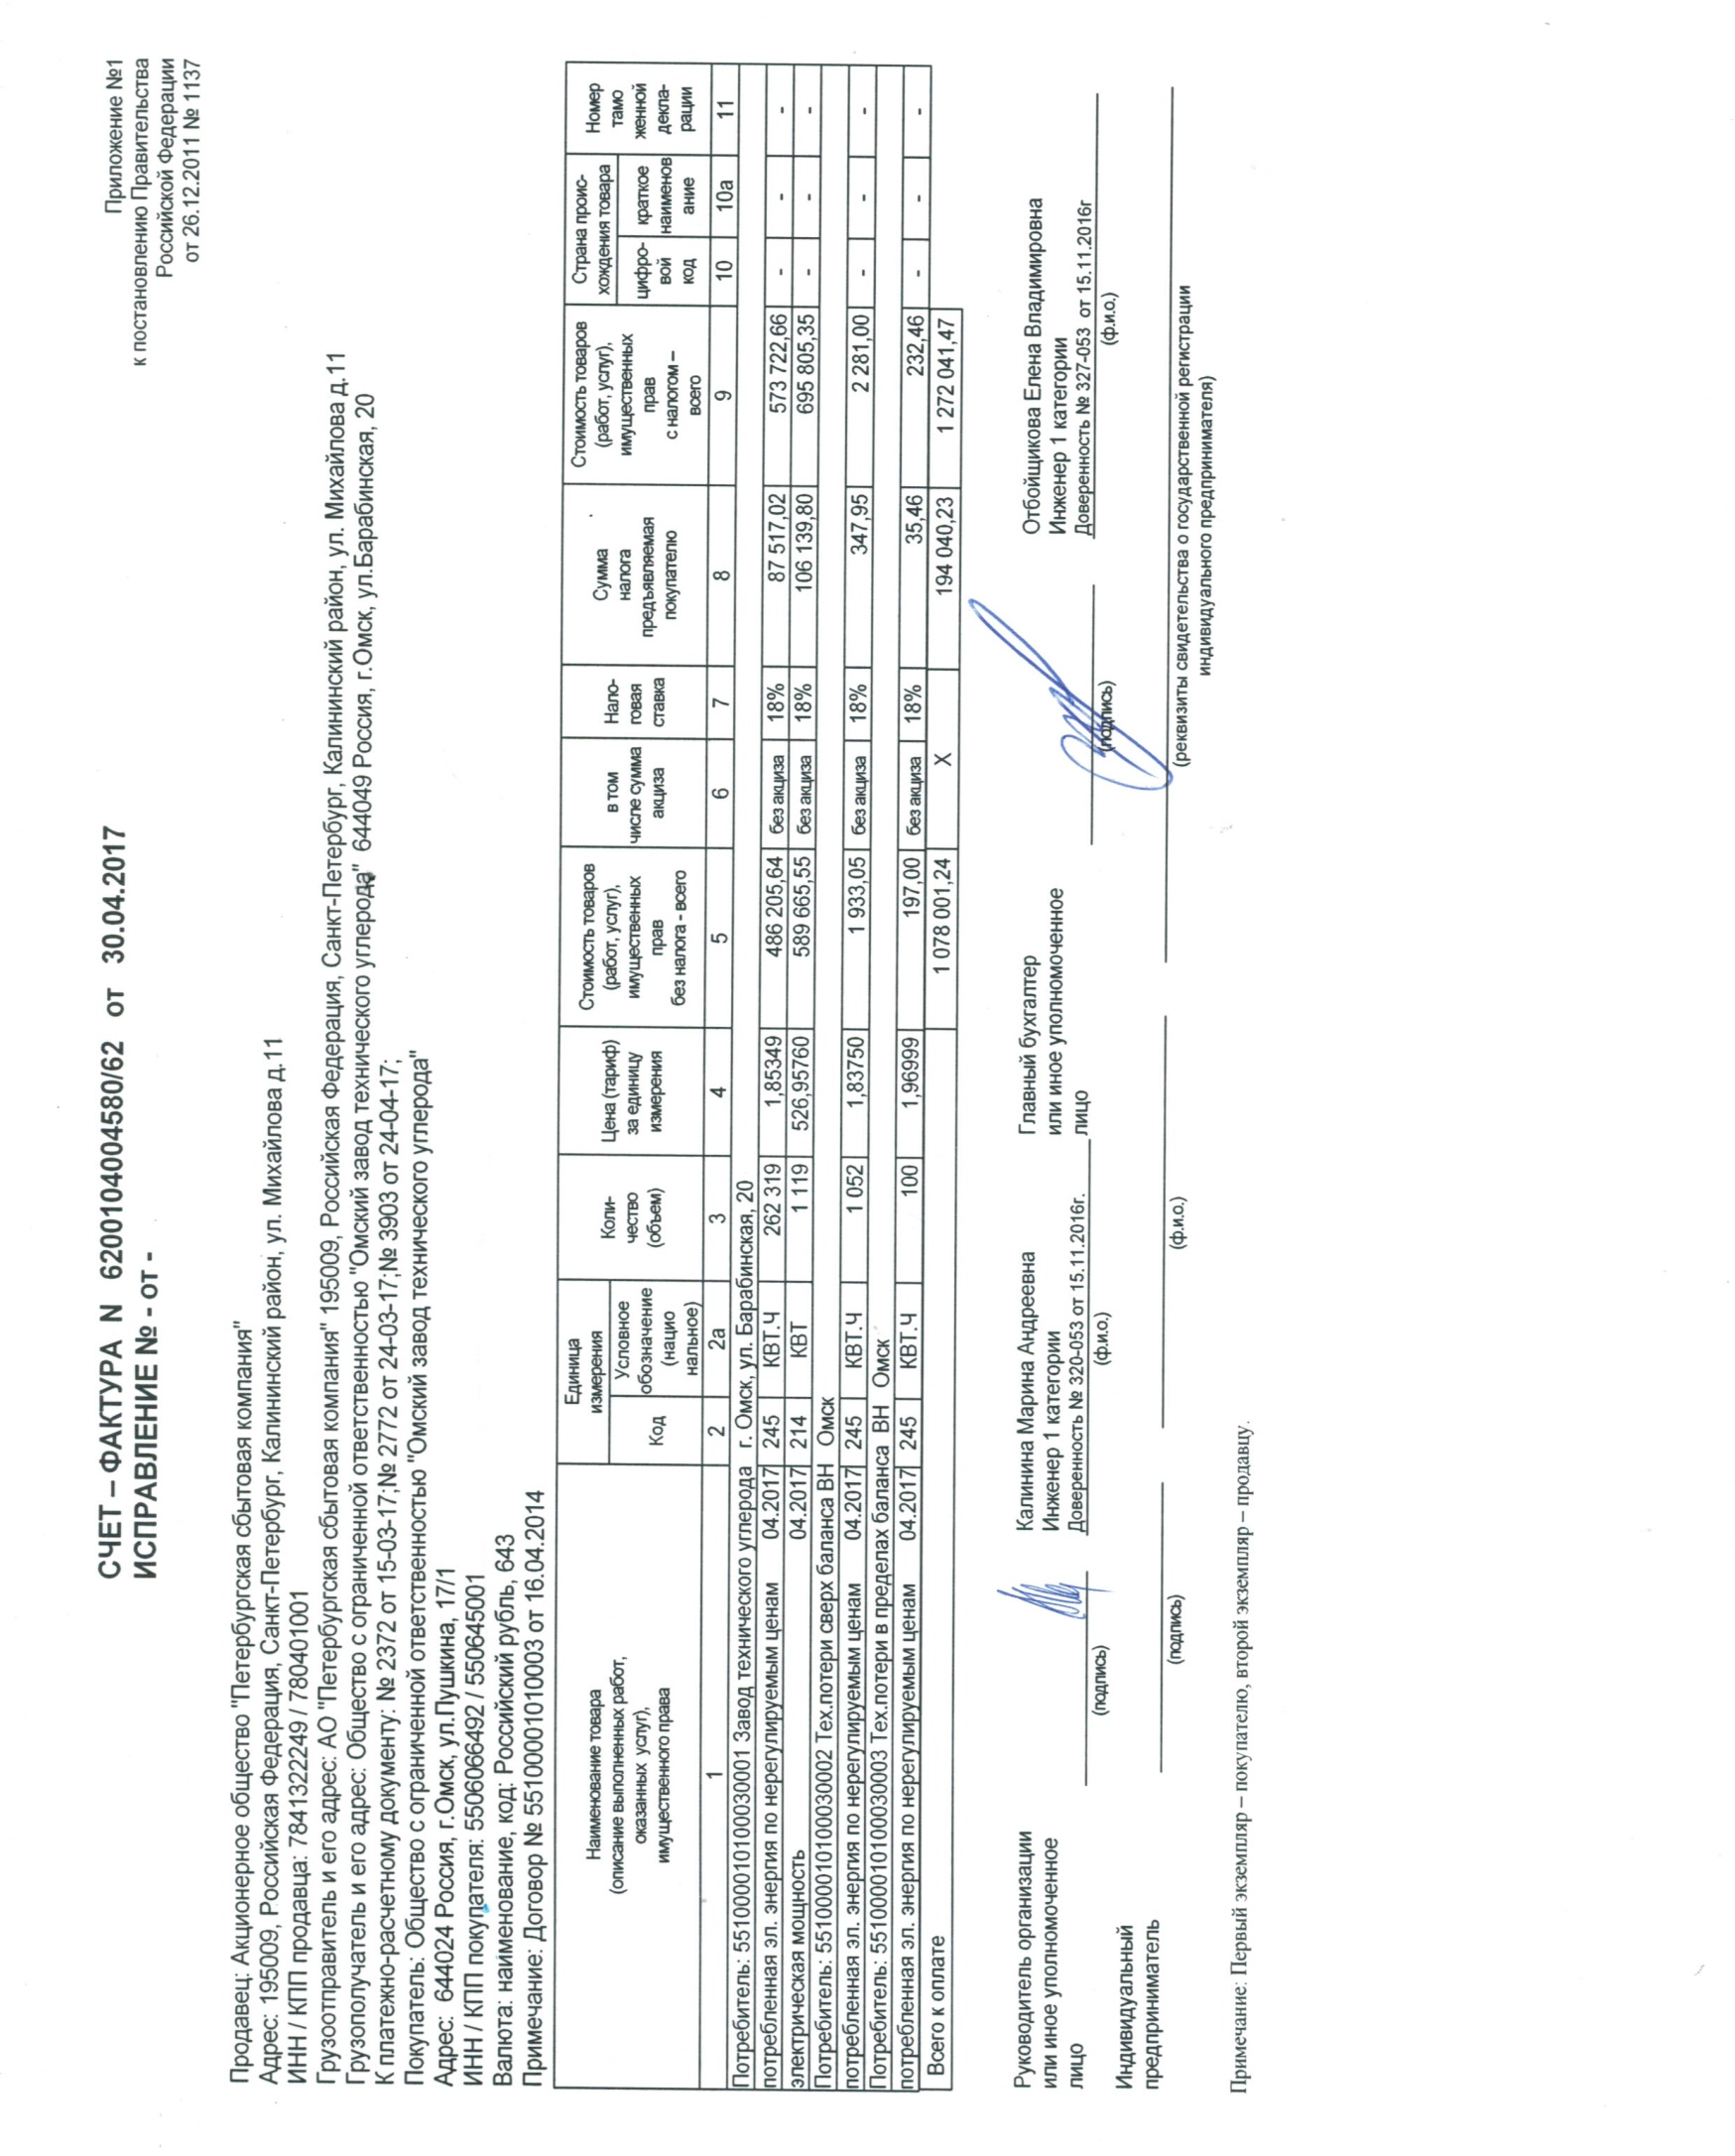 Приложение №1
к постановлению Правительства
Российской Федерации
от 26.12.2011 № 1137
СЧЕТ – ФАКТУРА N 62001040004580/62 от 30.04.2017
ИСПРАВЛЕНИЕ № - от -
Продавец: Акционерное общество "Петербургская сбытовая компания"
Адрес: 195009, Российская Федерация, Санкт-Петербург, Калининский район, ул. Михайлова д.11
ИНН / КПП продавца: 7841322249 / 780401001
Грузоотправитель и его адрес: АО "Петербургская сбытовая компания" 195009, Российская Федерация, Санкт-Петербург, Калининский район, ул. Михайлова д.11
Грузополучатель и его адрес: Общество с ограниченной ответственностью "Омский завод технического углерода" 644049 Россия, г.Омск, ул.Барабинская, 20
К платежно-расчетному документу: № 2372 от 15-03-17;№ 2772 от 24-03-17;№ 3903 от 24-04-17;
Покупатель: Общество с ограниченной ответственностью "Омский завод технического углерода"
Адрес: 644024 Россия, г.Омск, ул.Пушкина, 17/1
ИНН / КПП покупателя: 5506066492 / 550645001
Валюта: наименование, код: Российский рубль, 643
Примечание: Договор № 55100001010003 от 16.04.2014
Наименование товара
(описание выполненных работ,
оказанных услуг),
имущественного права
Единица
измерения
Код
Условное
обозначение
(нацио
нальное)
Коли-
чество
(объем)
Цена (тариф)
за единицу
измерения
Стоимость товаров
(работ, услуг),
имущественных
прав
без налога - всего
в том
числе сумма
акциза
Нало-
говая
ставка
Сумма
налога
предъявляемая
покупателю
Стоимость товаров
(работ, услуг),
имущественных
прав
с налогом –
всего
Страна проис-
хождения товара
цифро-
вой
код
краткое
наименов
ание
Номер
тамо
женной
декла-
рации
1 2 2а 3 4 5 6 7 8 9 10 10а 11
Потребитель: 551000010100030001 Завод технического углерода г. Омск, ул. Барабинская, 20
потребленная эл. энергия по нерегулируемым ценам 04.2017 245 КВТ.Ч 262 319 1,85349 486 205,64 без акциза 18% 87 517,02 573 722,66 - - -
электрическая мощность 04.2017 214 КВТ 1 119 526,95760 589 665,55 без акциза 18% 106 139,80 695 805,35 - - -
Потребитель: 551000010100030002 Тех.потери сверх баланса ВН Омск
потребленная эл. энергия по нерегулируемым ценам 04.2017 245 КВТ.Ч 1 052 1,83750 1 933,05 без акциза 18% 347,95 2 281,00 - - -
Потребитель: 551000010100030003 Тех.потери в пределах баланса ВН Омск
потребленная эл. энергия по нерегулируемым ценам 04.2017 245 КВТ.Ч 100 1,96999 197,00 без акциза 18% 35,46 232,46 - - -
Всего к оплате 1 078 001,24 X 194 040,23 1 272 041,47
Руководитель организации
или иное уполномоченное
лицо
(подпись)
Калинина Марина Андреевна
Инженер 1 категории
Доверенность № 320-053 от 15.11.2016г.
(ф.и.о.)
Главный бухгалтер
или иное уполномоченное
лицо
(подпись)
Отбойщикова Елена Владимировна
Инженер 1 категории
Доверенность № 327-053 от 15.11.2016г
(ф.и.о.)
Индивидуальный
предприниматель
(подпись)
(ф.и.о.)
(реквизиты свидетельства о государственной регистрации
индивидуального предпринимателя)
Примечание: Первый экземпляр – покупателю, второй экземпляр – продавцу.